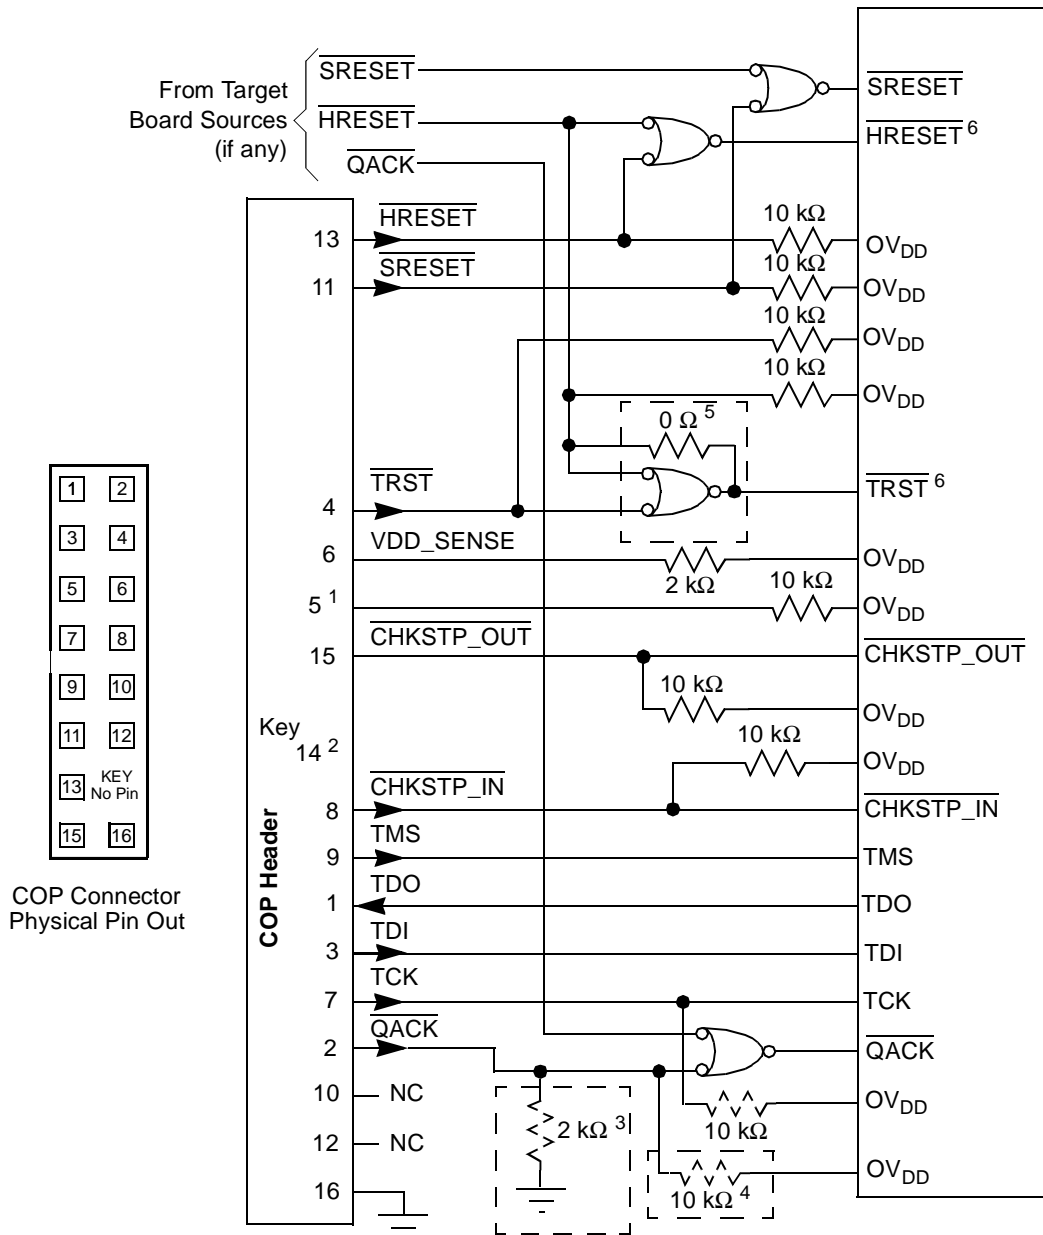 From Target
Board Sources
(if any)
SRESET
HRESET
QACK
SRESET
HRESET 6
13
HRESET
10 kΩ
OVDD
11
SRESET
10 kΩ
OVDD
10 kΩ
OVDD
10 kΩ
OVDD
0 Ω 5
4
TRST
TRST 6
6
VDD_SENSE
2 kΩ
OVDD
5 1
10 kΩ
OVDD
15
CHKSTP_OUT
CHKSTP_OUT
10 kΩ
OVDD
Key
14 2
10 kΩ
OVDD
8
CHKSTP_IN
CHKSTP_IN
9
TMS
TMS
1
TDO
TDO
3
TDI
TDI
7
TCK
TCK
2
QACK
QACK
10
NC
10 kΩ
OVDD
2 kΩ 3
12
NC
10 kΩ 4
OVDD
16
COP Header
1 2
3 4
5 6
7 8
9 10
11 12
13 KEY
No Pin
15 16
COP Connector
Physical Pin Out